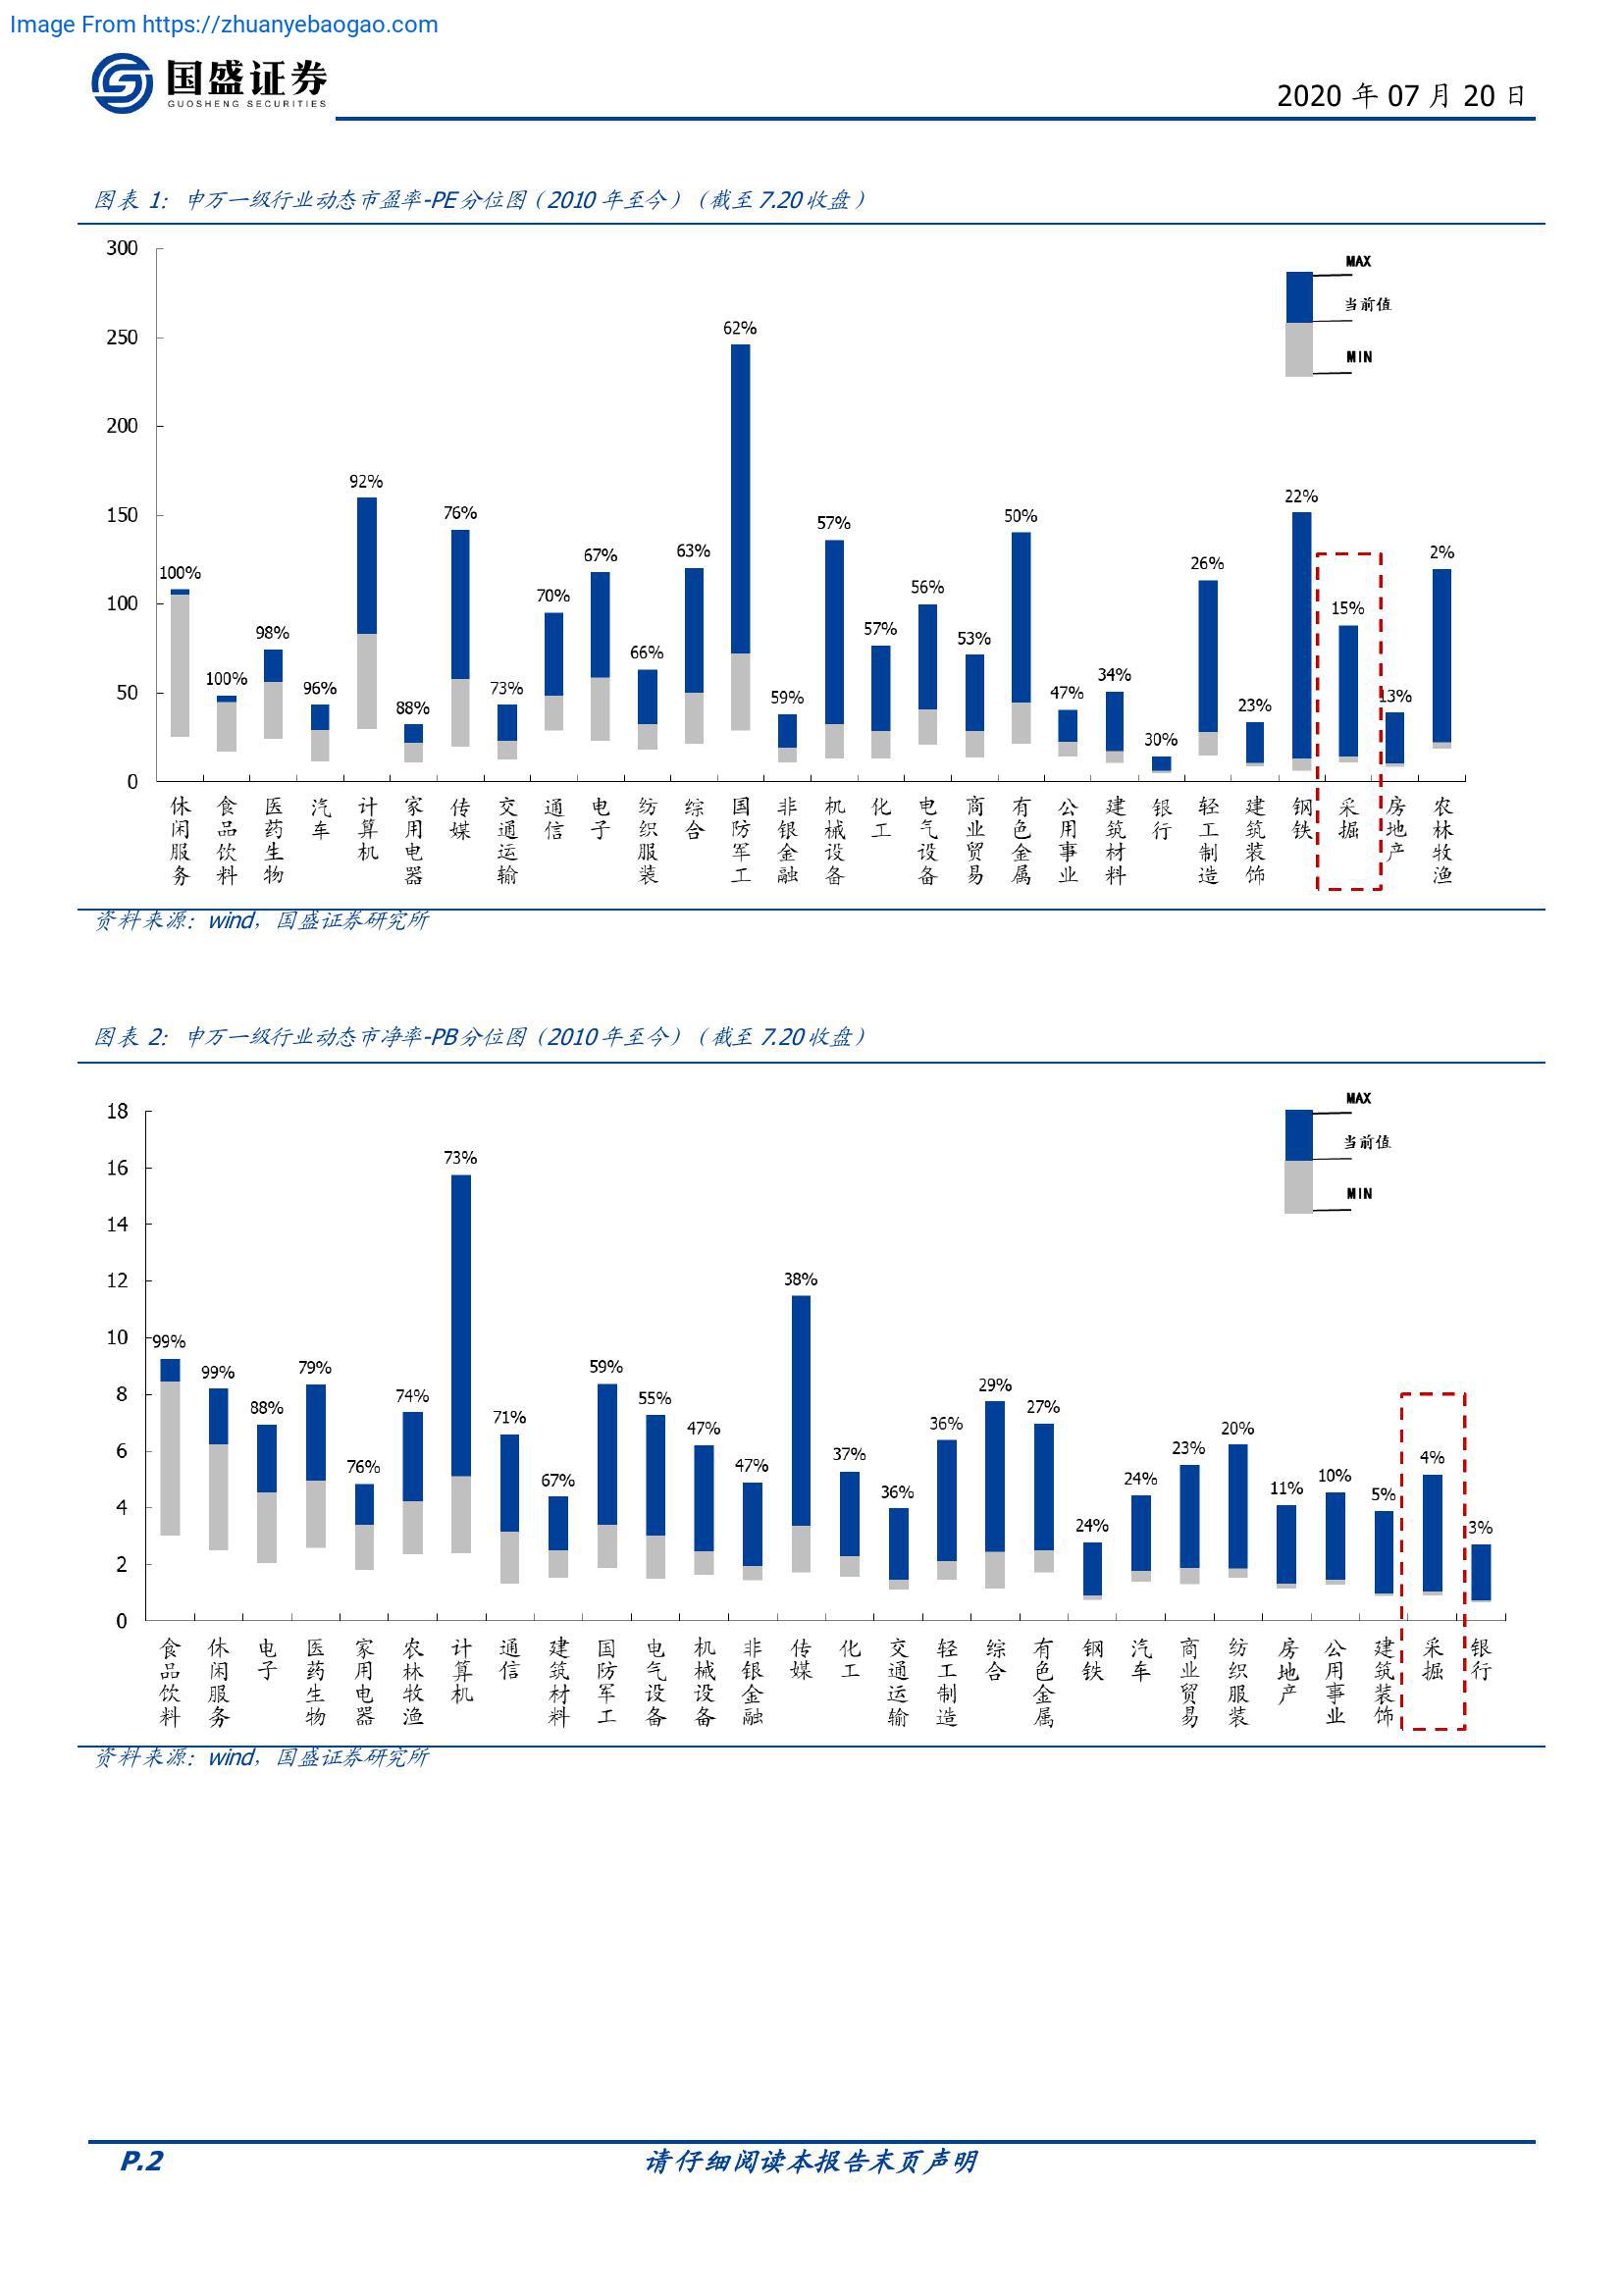 Image From https://zhuanyebaogao.com
国盛证券
GUOSHENG SECURITIES
2020 年 07 月 20 日
图表 1：申万一级行业动态市盈率-PE分位图（2010 年至今）（截至 7.20 收盘）
300
250
200
150
100
50
0
MAX
当前值
MIN
100%
100%
98%
96%
92%
88%
76%
73%
70%
67%
66%
63%
62%
59%
57%
57%
56%
53%
50%
47%
34%
30%
26%
23%
22%
15%
13%
2%
休闲服务
食品饮料
医药生物
汽车
计算机
家用电器
传媒
交通运输
通信
电子
纺织服装
综合
国防军工
非银金融
机械设备
化工
电气设备
商业贸易
有色金属
公用事业
建筑材料
银行
轻工制造
建筑装饰
钢铁
采掘
房地产
农林牧渔
资料来源：wind，国盛证券研究所
图表 2：申万一级行业动态市净率-PB分位图（2010 年至今）（截至 7.20 收盘）
18
16
14
12
10
8
6
4
2
0
MAX
当前值
MIN
99%
99%
88%
79%
76%
74%
73%
71%
67%
59%
55%
47%
47%
38%
37%
36%
36%
29%
27%
24%
24%
23%
20%
11%
10%
5%
4%
3%
食品饮料
休闲服务
电子
医药生物
家用电器
农林牧渔
计算机
通信
建筑材料
国防军工
电气设备
机械设备
非银金融
传媒
化工
交通运输
轻工制造
综合
有色金属
钢铁
汽车
商业贸易
纺织服装
房地产
公用事业
建筑装饰
采掘
银行
资料来源：wind，国盛证券研究所
P.2
请仔细阅读本报告末页声明